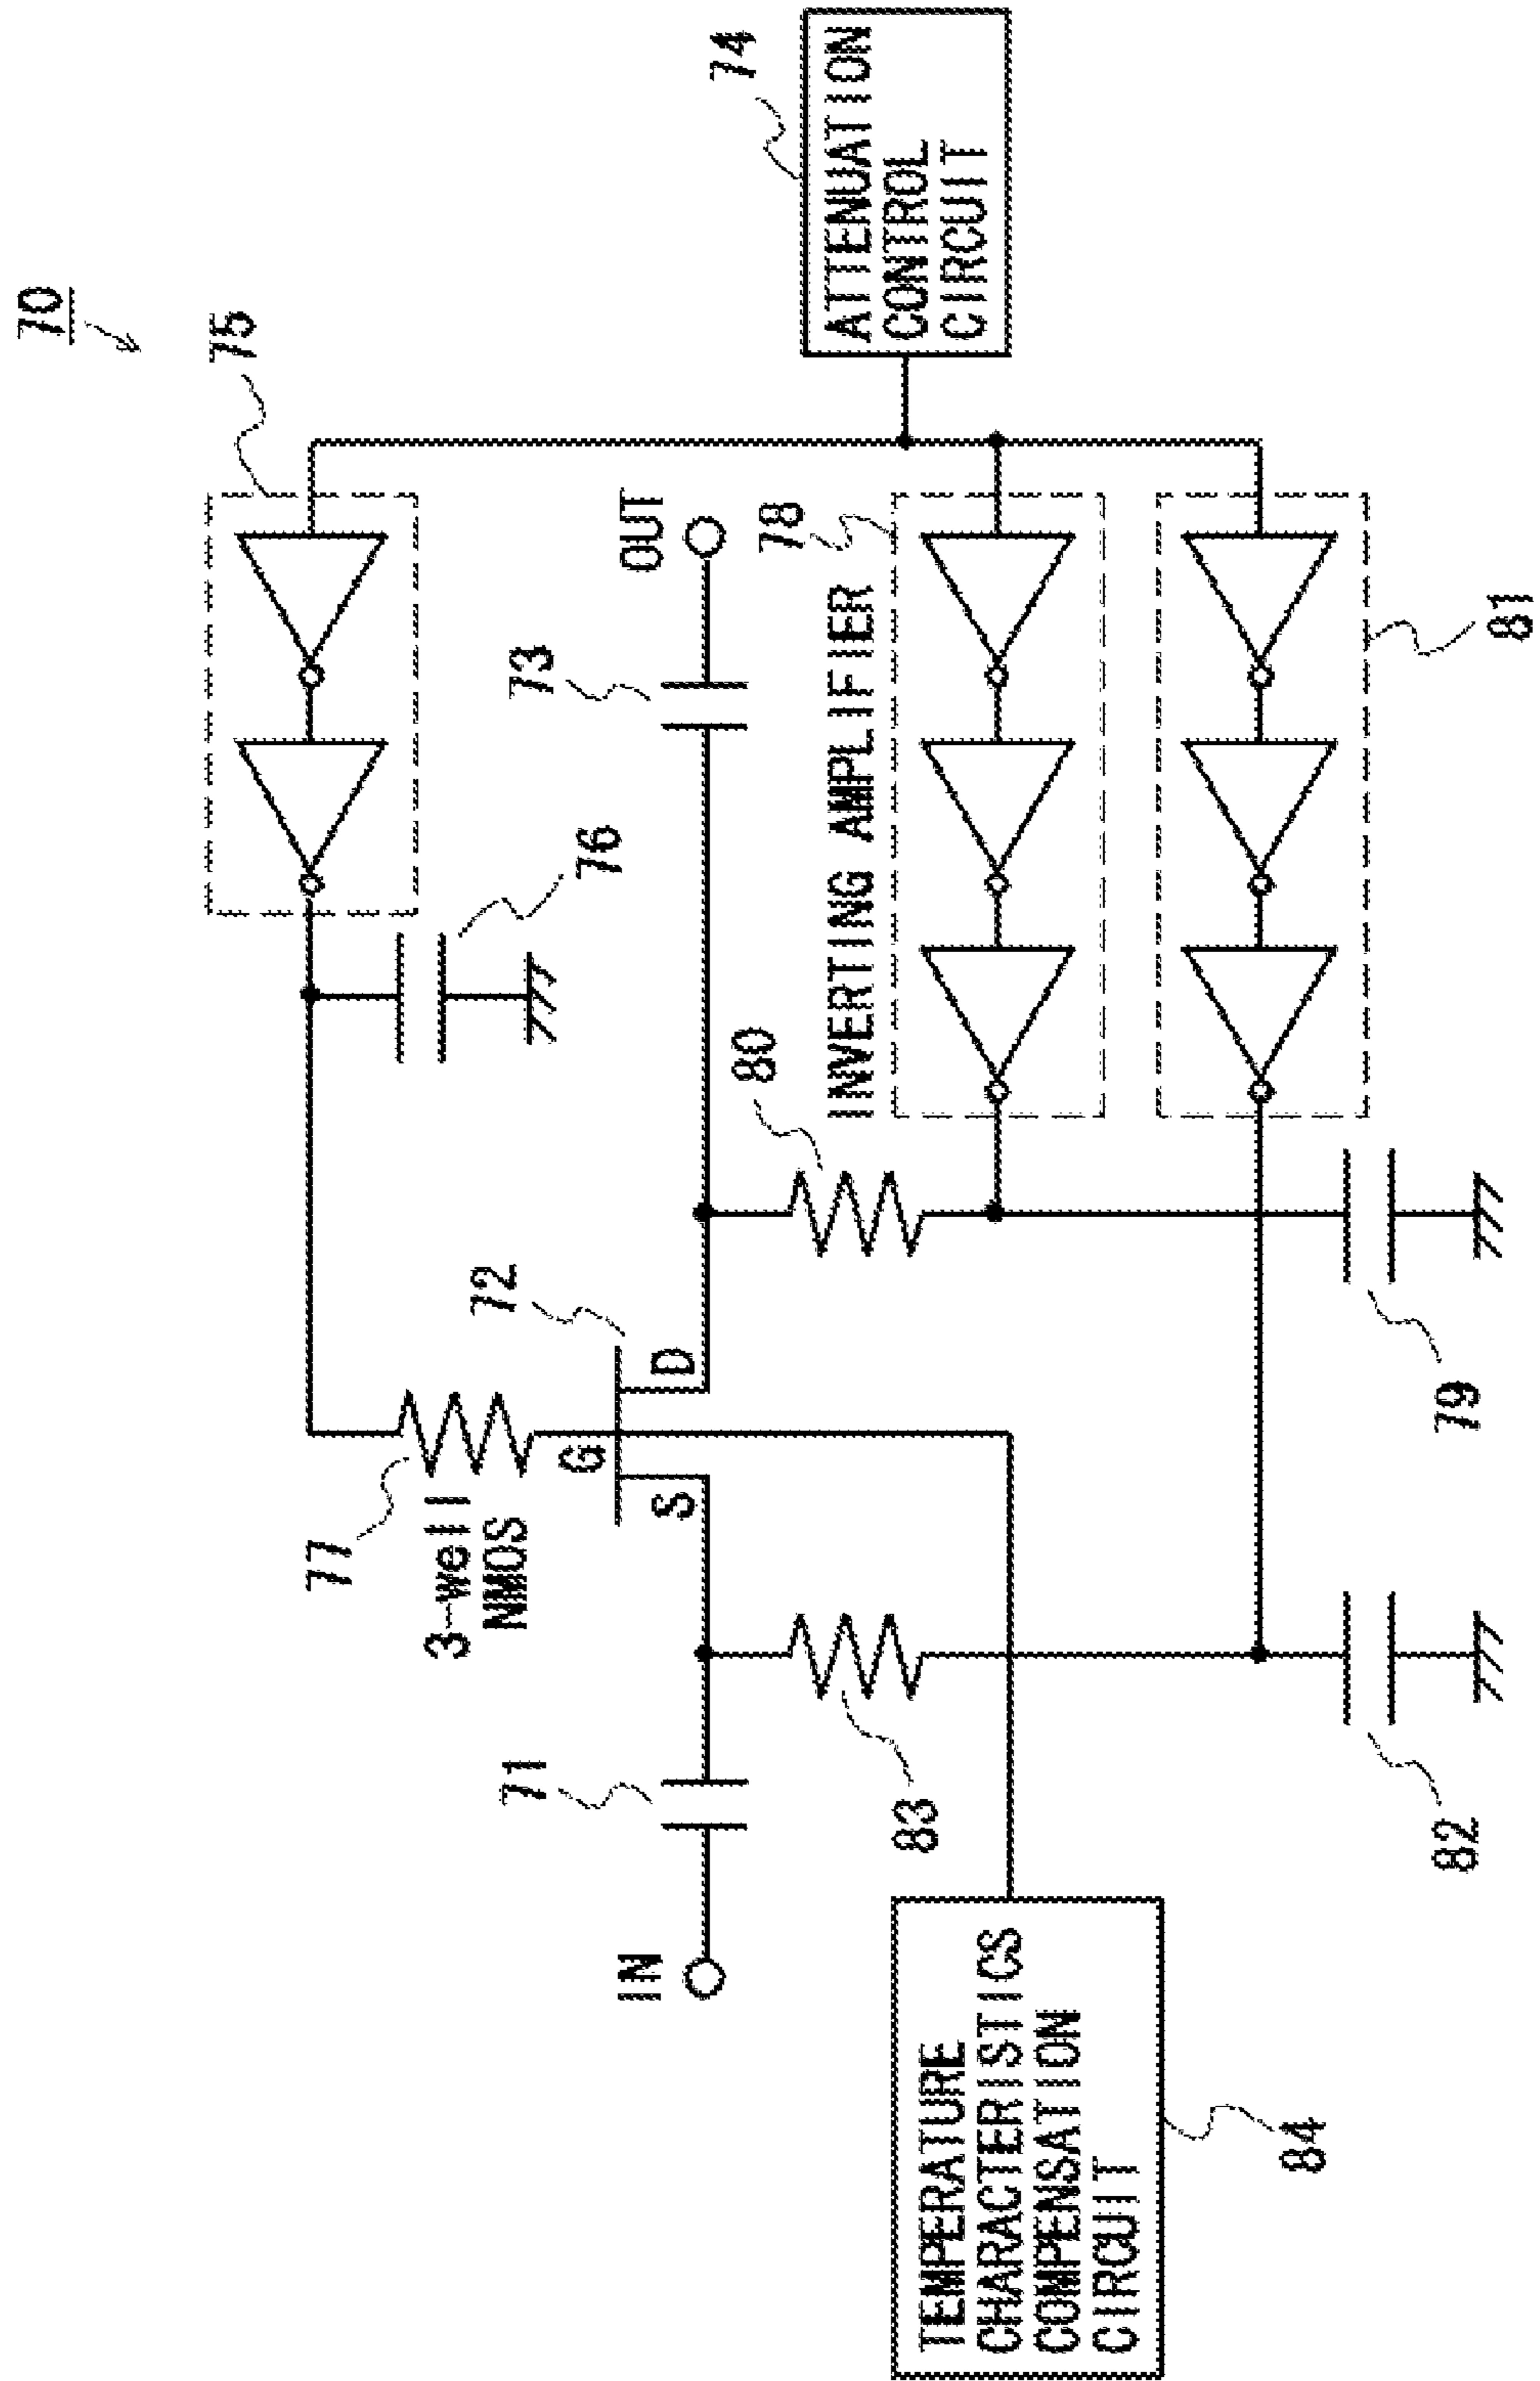 70
75
74
ATTENUATION
CONTROL
CIRCUIT
76
77
3-well
NMOS
72
G
S
D
73
OUT
IN
71
80
78
INVERTING AMPLIFIER
83
81
79
82
TEMPERATURE
CHARACTERISTICS
COMPENSATION
CIRCUIT
84